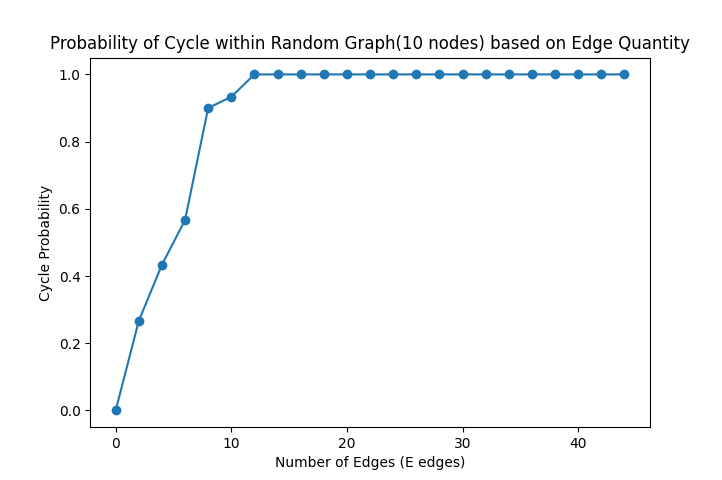 Probability of Cycle within Random Graph(10 nodes) based on Edge Quantity
1.0
0.8
0.6
0.4
0.2
0.0
Cycle Probability
0 10 20 30 40
Number of Edges (E edges)